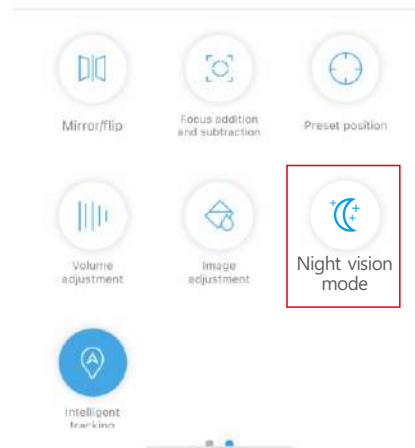 Mirror/flip
Focus addition
and subtraction
Preset position
Volume
adjustment
Image
adjustment
Night vision
mode
Intelligent
tracking